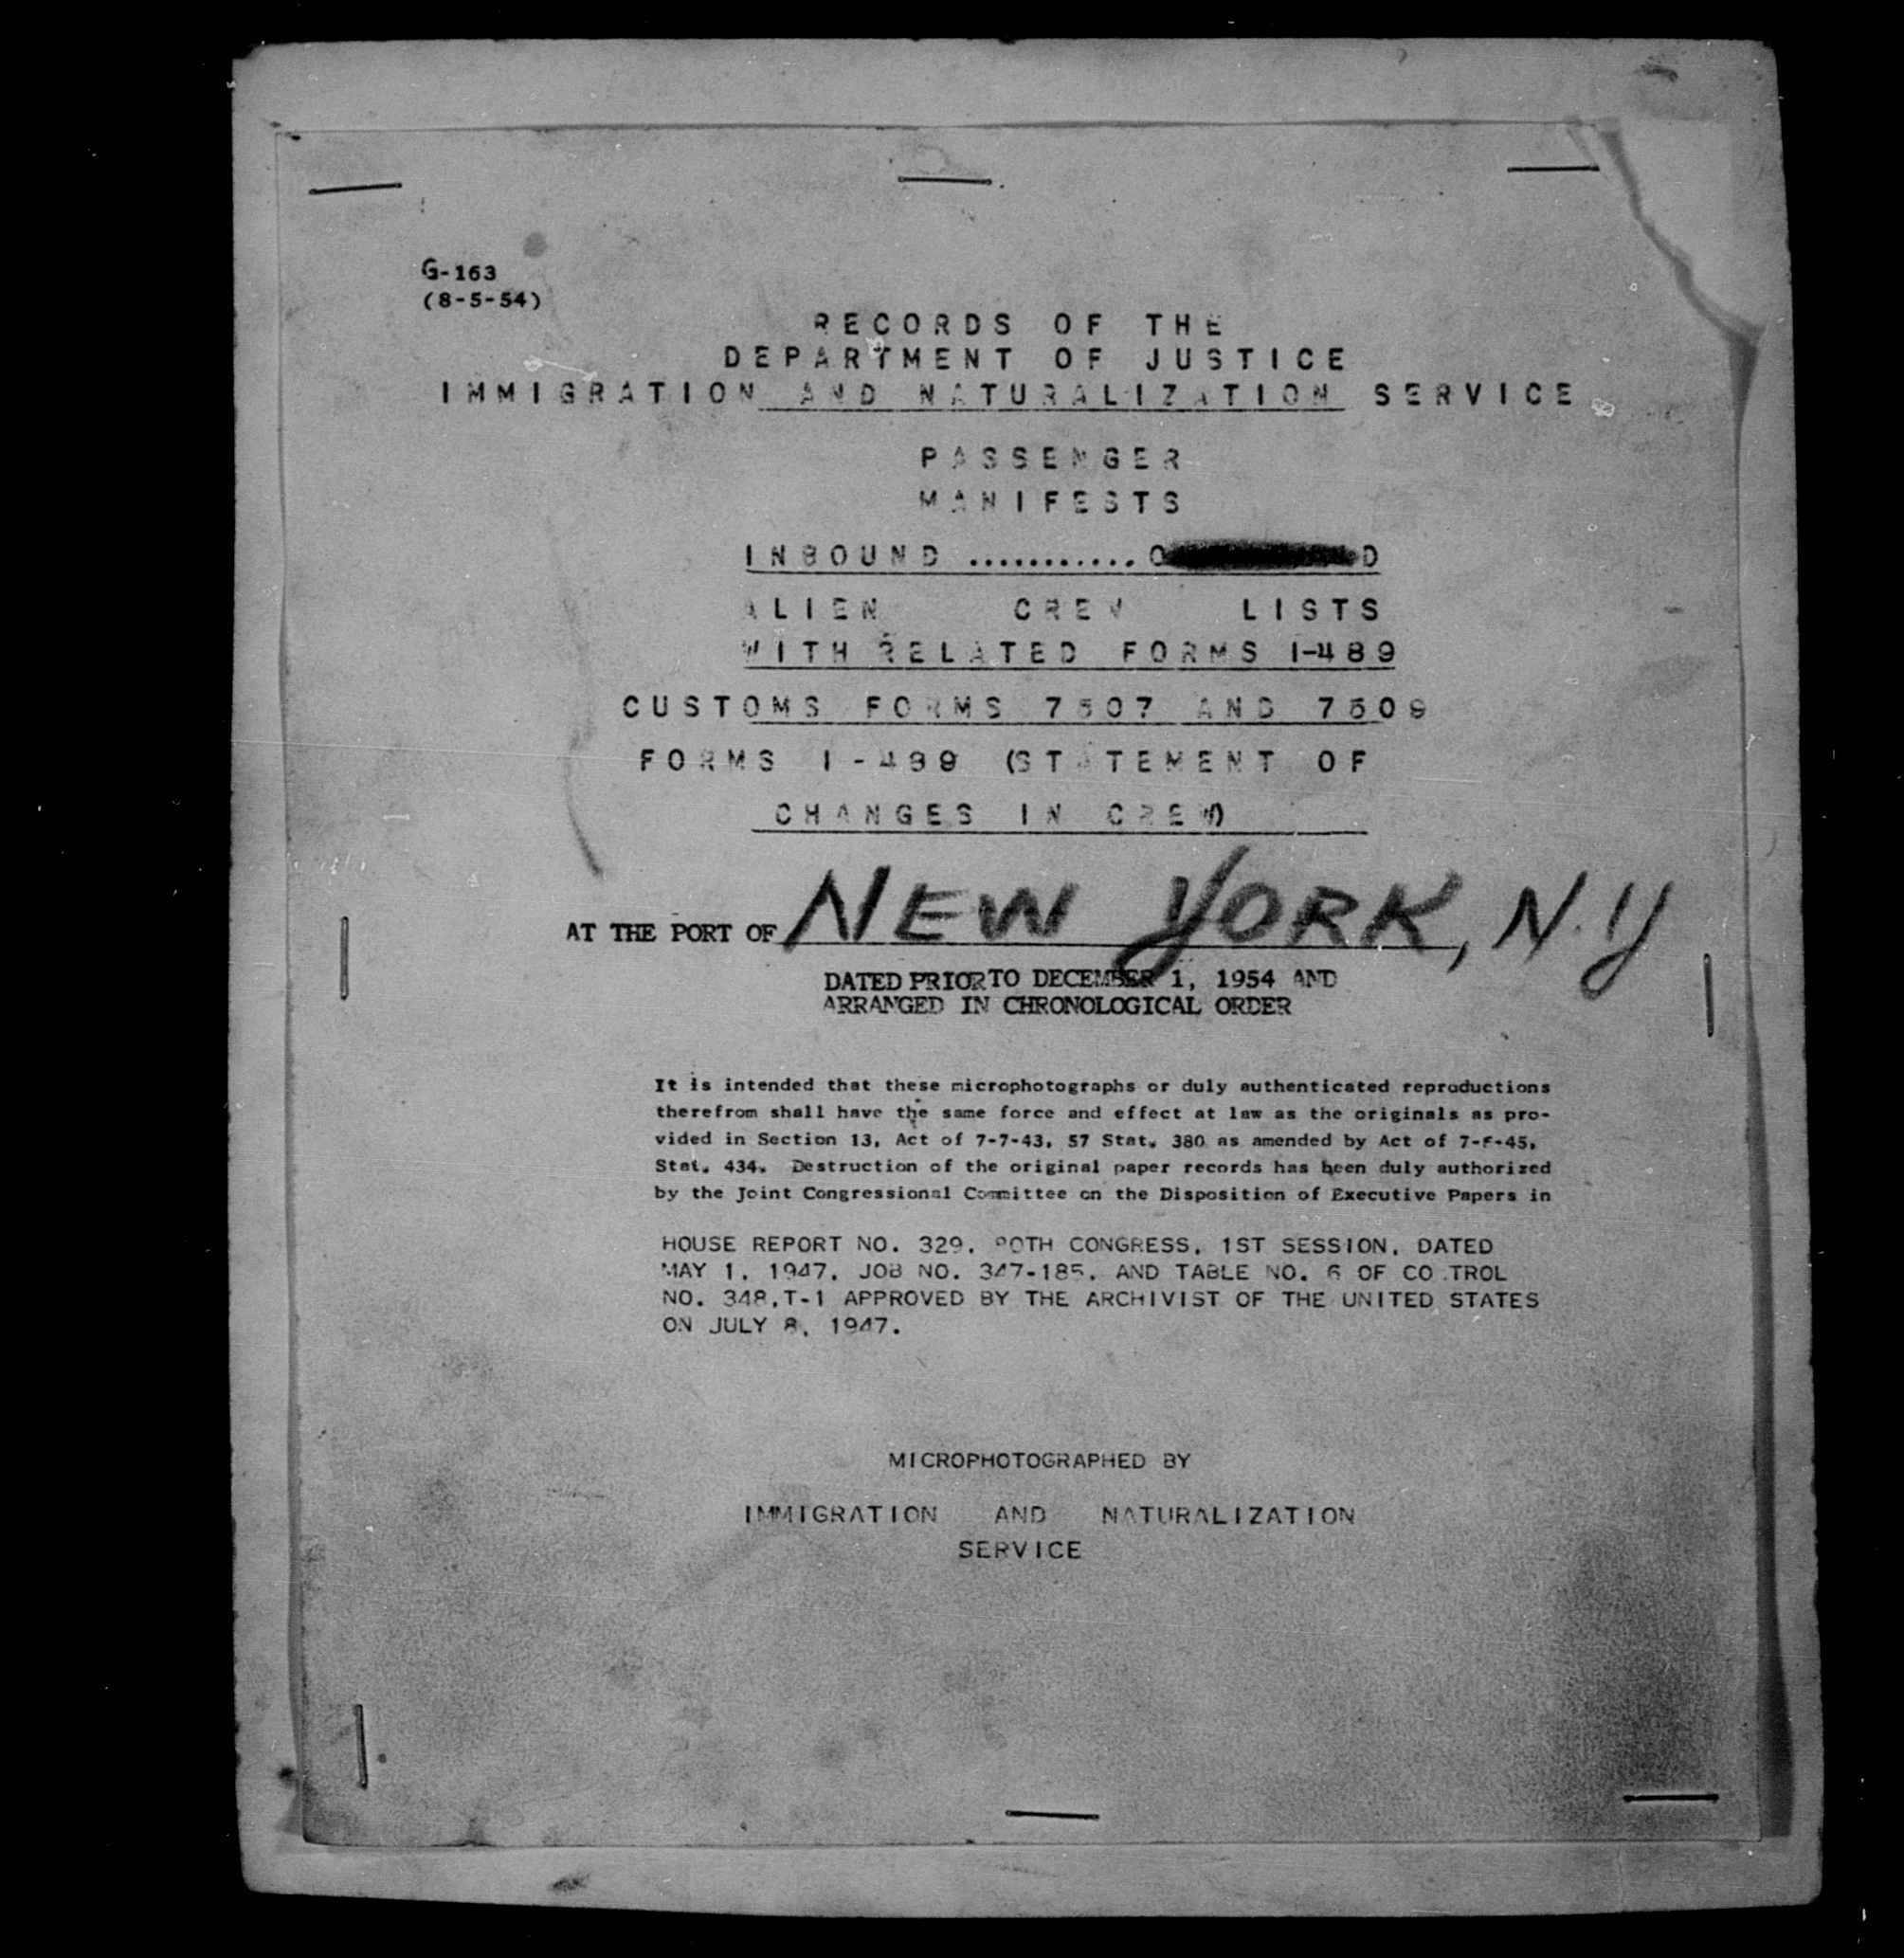 G-163
(8-5-54)
RECORDS OF THE
DEPARTMENT OF JUSTICE
IMMIGRATION AND NATURALIZATION SERVICE
PASSENGER
MANIFESTS
INBOUND ...........
ALIEN CREW LISTS
WITH RELATED FORMS I-489
CUSTOMS FORMS 7507 AND 7509
FORMS I-489 (STATEMENT OF
CHANGES IN CREW)
AT THE PORT OF NEW YORK, N.Y
DATED PRIOR TO DECEMBER 1, 1954 AND
ARRANGED IN CHRONOLOGICAL ORDER
It is intended that these microphotographs or duly authenticated reproductions
therefrom shall have the same force and effect at law as the originals as pro-
vided in Section 13, Act of 7-7-43, 57 Stat. 380 as amended by Act of
Stat. 434. Destruction of the original paper records has been duly authorized
by the Joint Congressional Committee on the Disposition of Executive Papers in
HOUSE REPORT NO. 329, 80TH CONGRESS, 1ST SESSION, DATED
MAY 1, 1947, JOB NO. 347-185, AND TABLE NO. 6 OF CO TROL
NO. 348,T-1 APPROVED BY THE ARCHIVIST OF THE UNITED STATES
ON JULY 8, 1947.
MICROPHOTOGRAPHED BY
IMMIGRATION AND NATURALIZATION
SERVICE